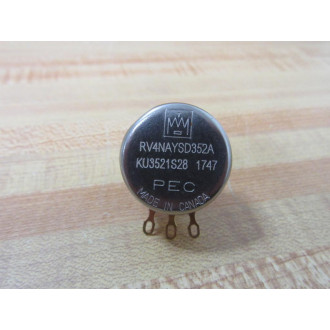 RV4NAYSD352A
KU3521S28 1747
PEC
MADE IN CANADA